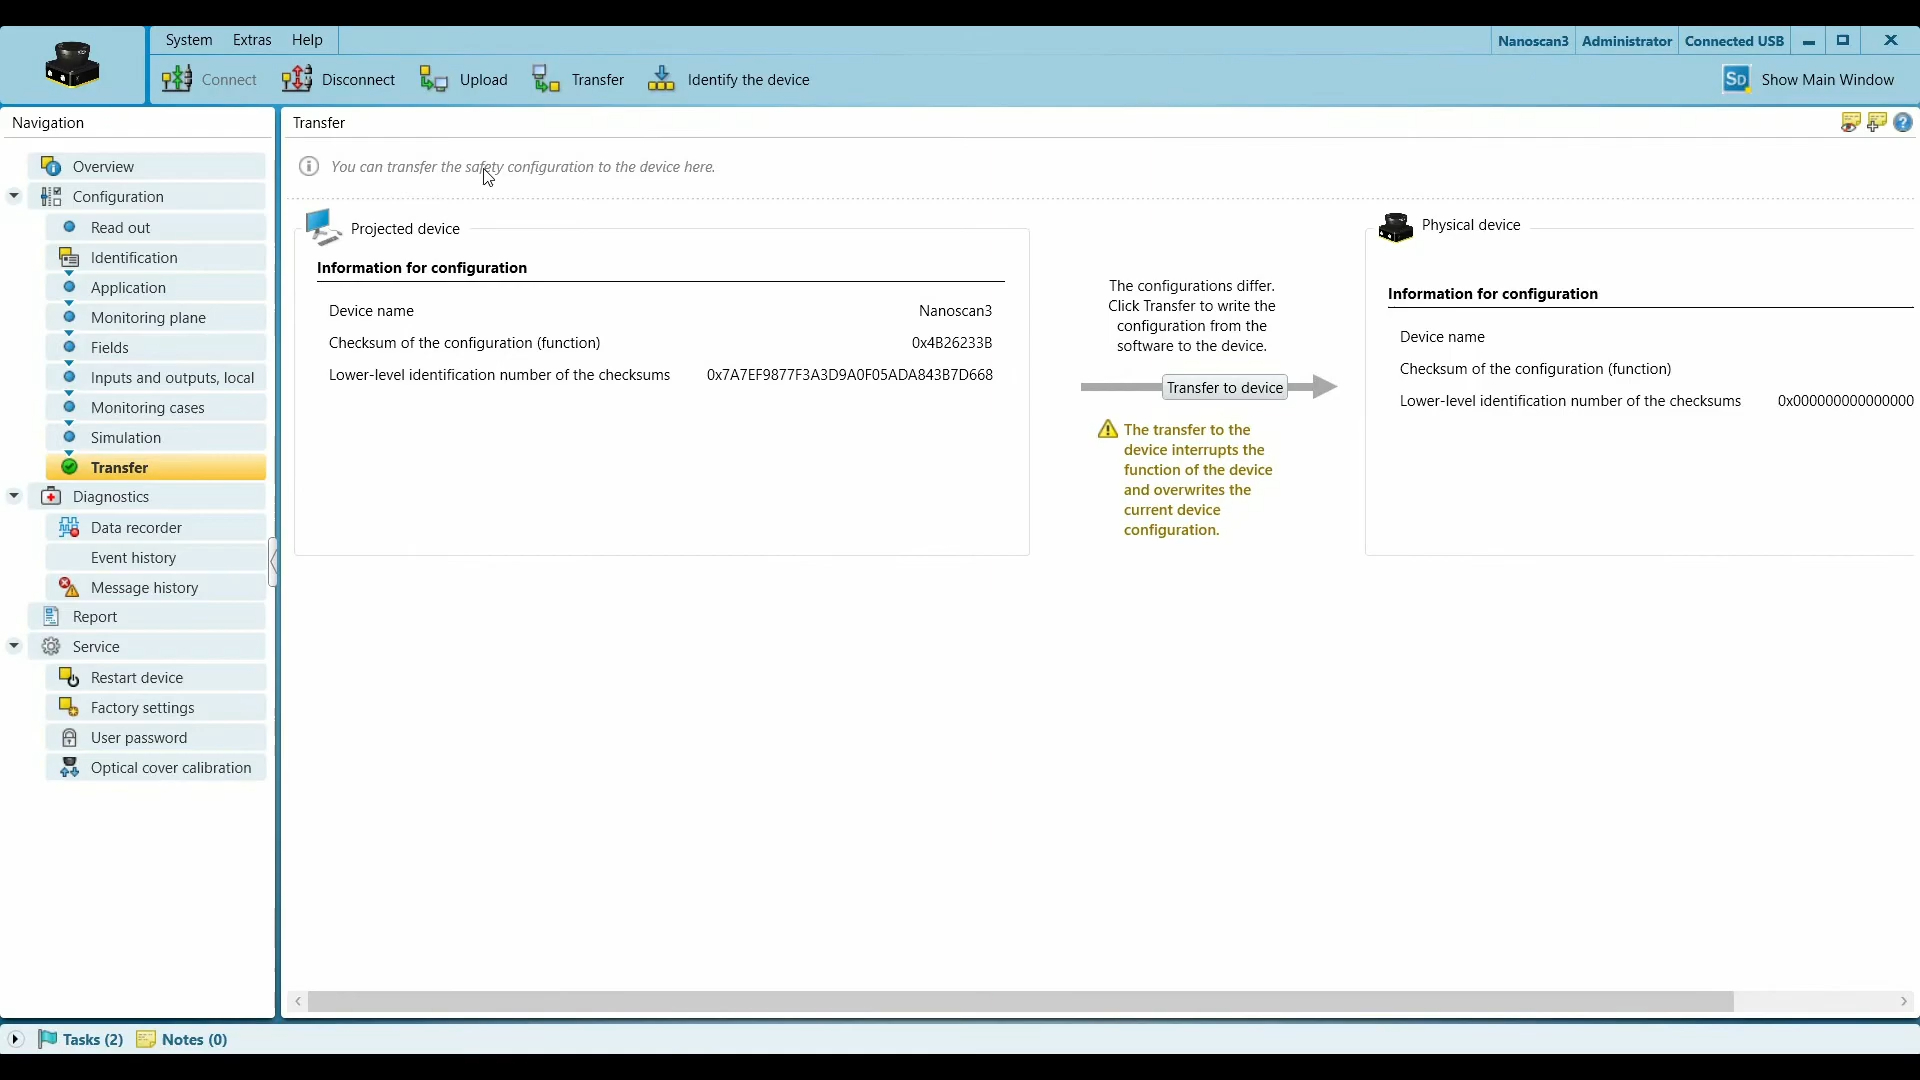 System Extras Help
Nanoscan3 Administrator Connected USB
Connect Disconnect Upload Transfer Identify the device
SD Show Main Window
Navigation
Overview
Configuration
Read out
Identification
Application
Monitoring plane
Fields
Inputs and outputs, local
Monitoring cases
Simulation
Transfer
Diagnostics
Data recorder
Event history
Message history
Report
Service
Restart device
Factory settings
User password
Optical cover calibration
Transfer
You can transfer the safety configuration to the device here.
Projected device
Information for configuration
Device name Nanoscan3
Checksum of the configuration (function) 0x4B26233B
Lower-level identification number of the checksums 0x7A7EF9877F3A3D9A0F05ADA843B7D668
The configurations differ.
Click Transfer to write the
configuration from the
software to the device.
Transfer to device
The transfer to the
device interrupts the
function of the device
and overwrites the
current device
configuration.
Physical device
Information for configuration
Device name
Checksum of the configuration (function)
Lower-level identification number of the checksums 0x000000000000000
Tasks (2) Notes (0)